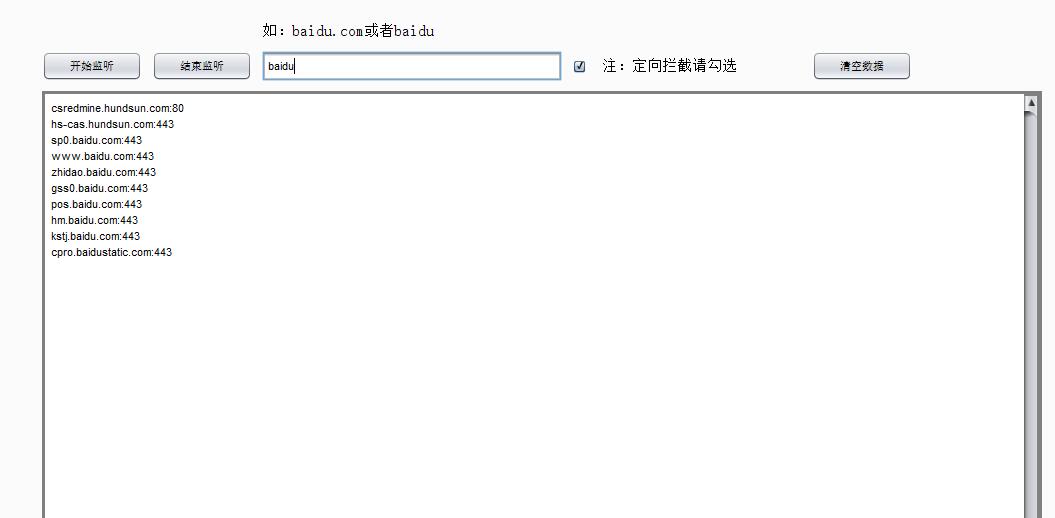 如：baidu.com或者baidu
开始监听 结束监听 baidu 注：定向拦截请勾选 清空数据
csredmine.hundsun.com:80
hs-cas.hundsun.com:443
sp0.baidu.com:443
www.baidu.com:443
zhidao.baidu.com:443
gss0.baidu.com:443
pos.baidu.com:443
hm.baidu.com:443
kstj.baidu.com:443
cpro.baidustatic.com:443